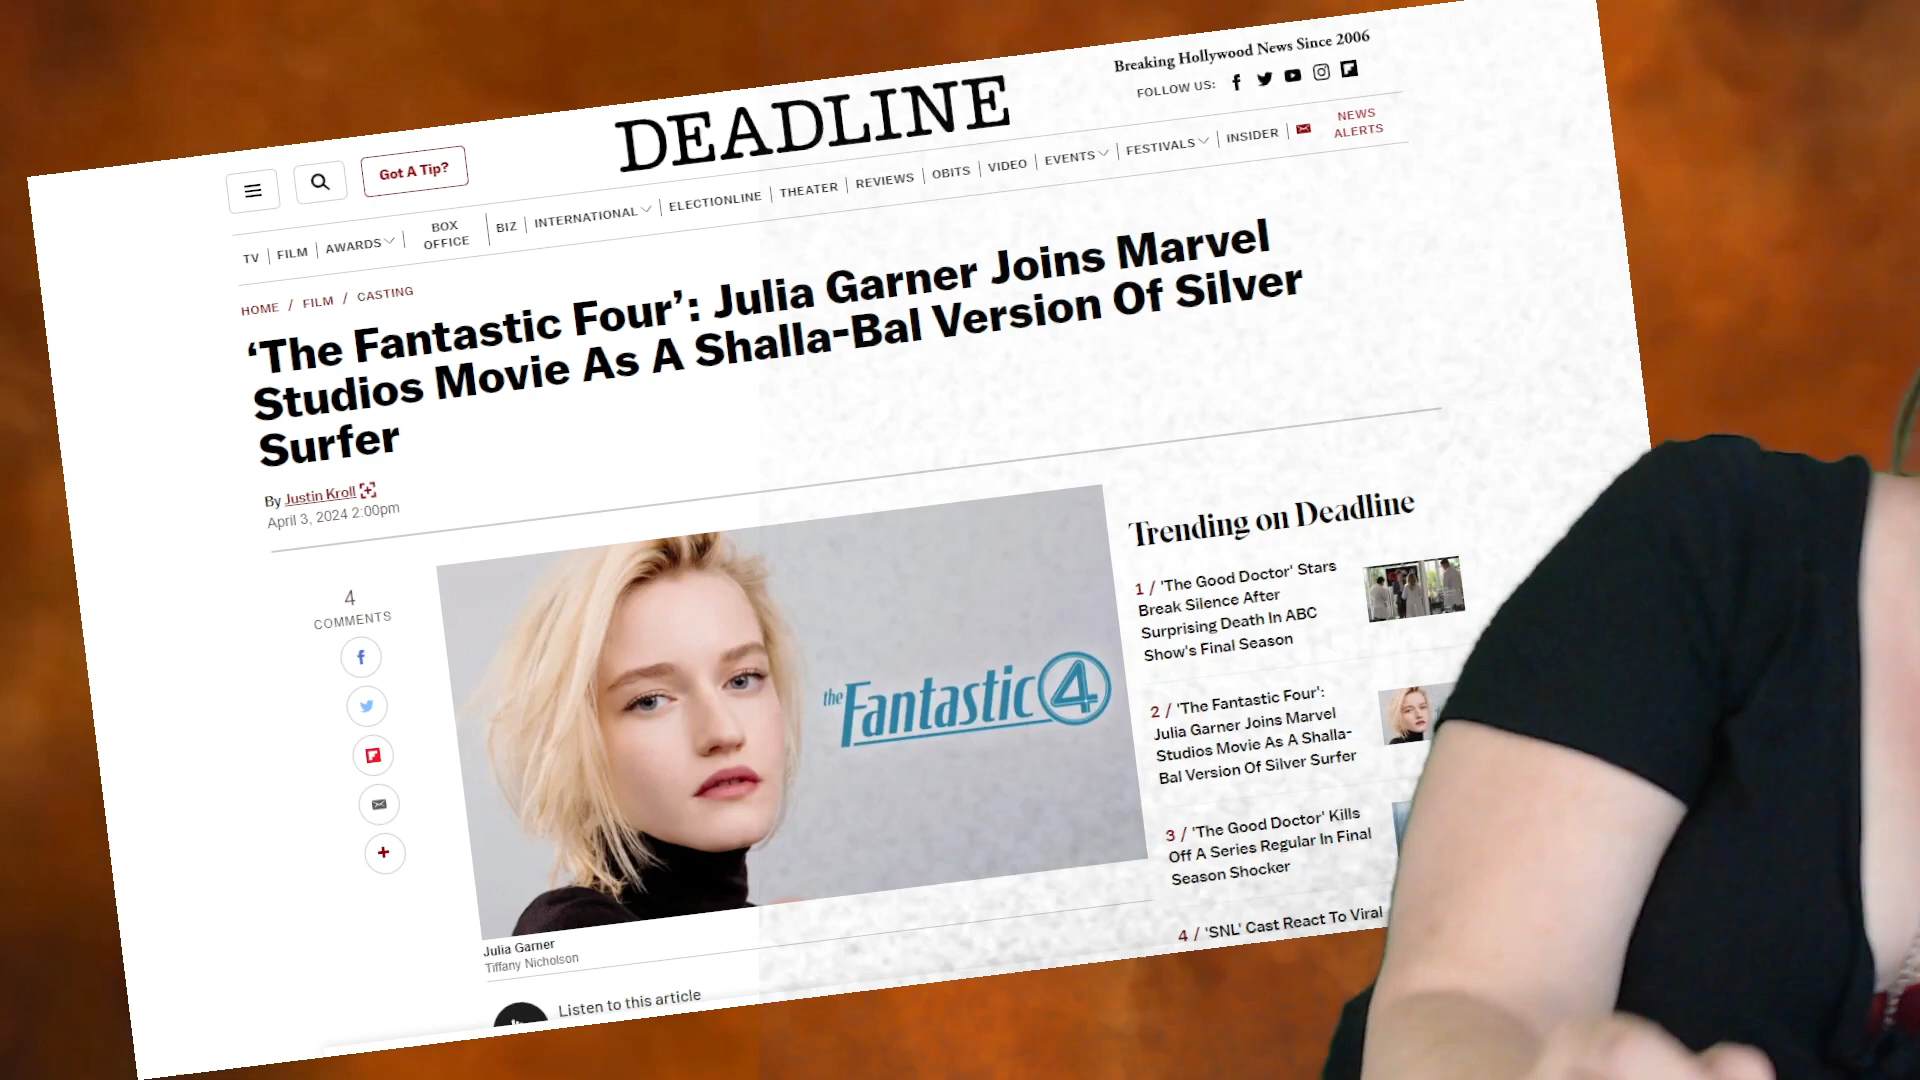 Breaking Hollywood News Since 2006
FOLLOW US:
DEADLINE
Got A Tip?
TV
FILM
AWARDS
BOX
OFFICE
BIZ
INTERNATIONAL
ELECTIONLINE
THEATER
REVIEWS
OBITS
VIDEO
EVENTS
FESTIVALS
INSIDER
NEWS
ALERTS
HOME / FILM / CASTING
‘The Fantastic Four’: Julia Garner Joins Marvel
Studios Movie As A Shalla-Bal Version Of Silver
Surfer
By Justin Kroll
April 3, 2024 2:00pm
4
COMMENTS
the Fantastic 4
Julia Garner
Tiffany Nicholson
Listen to this article
Trending on Deadline
1 / 'The Good Doctor' Stars
Break Silence After
Surprising Death In ABC
Show's Final Season
2 / 'The Fantastic Four':
Julia Garner Joins Marvel
Studios Movie As A Shalla-
Bal Version Of Silver Surfer
3 / 'The Good Doctor' Kills
Off A Series Regular In Final
Season Shocker
4 / 'SNL' Cast React To Viral